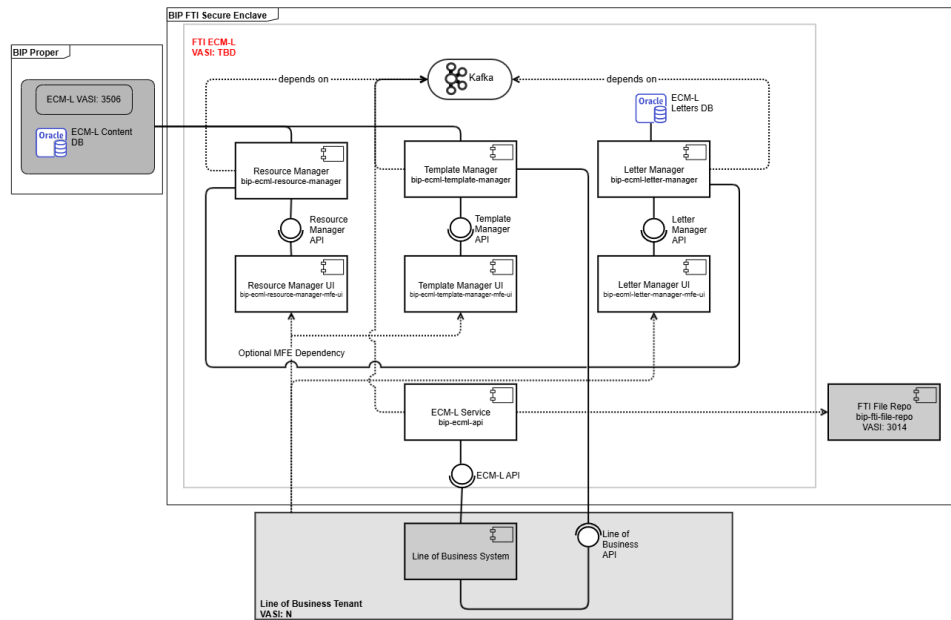 BIP FTI Secure Enclave
FTI ECM-L
VASI: TBD
BIP Proper
ECM-L VASI: 3506
Oracle
ECM-L Content
DB
depends on
Kafka
depends on
Oracle
ECM-L
Letters DB
Resource Manager
bip-ecml-resource-manager
Template Manager
bip-ecml-template-manager
Letter Manager
bip-ecml-letter-manager
Resource
Manager
API
Template
Manager
API
Letter
Manager
API
Resource Manager UI
bip-ecml-resource-manager-mfe-ui
Template Manager UI
bip-ecml-template-manager-mfe-ui
Letter Manager UI
bip-ecml-letter-manager-mfe-ui
Optional MFE Dependency
ECM-L Service
bip-ecml-api
FTI File Repo
bip-fti-file-repo
VASI: 3014
ECM-L API
Line of Business System
Line of
Business
API
Line of Business Tenant
VASI: N